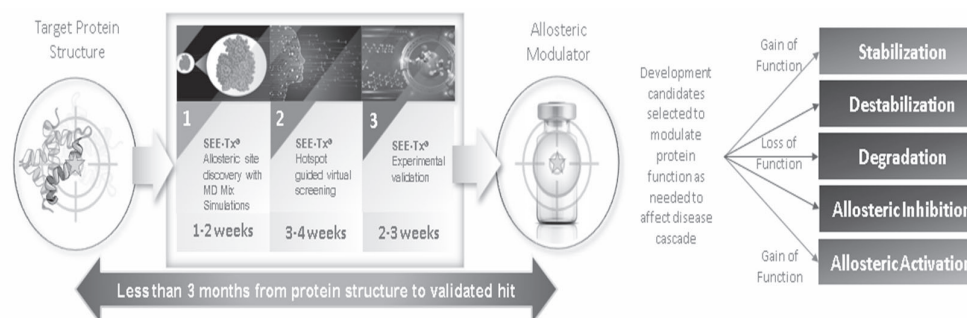 Target Protein
Structure
1
SEE-Tx®
Allosteric site
discovery with
MD Mix
Simulations
1-2 weeks
2
SEE-Tx®
Hotspot
guided virtual
screening
3-4 weeks
3
SEE-Tx®
Experimental
validation
2-3 weeks
Allosteric
Modulator
Less than 3 months from protein structure to validated hit
Development
candidates
selected to
modulate
protein
function as
needed to
affect disease
cascade
Gain of
Function
Loss of
Function
Gain of
Function
Stabilization
Destabilization
Degradation
Allosteric Inhibition
Allosteric Activation